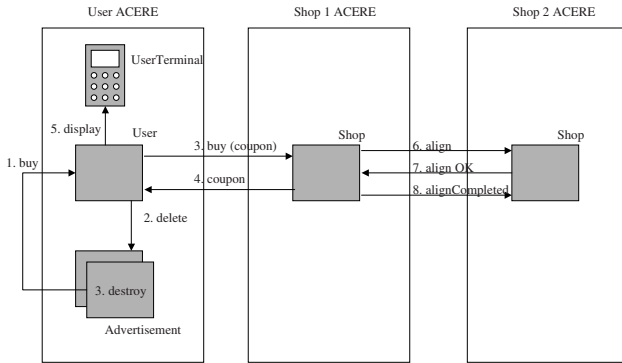 User ACERE
Shop 1 ACERE
Shop 2 ACERE
UserTerminal
5. display
User
Shop
Shop
1. buy
3. buy (coupon)
6. align
7. align OK
4. coupon
8. alignCompleted
2. delete
3. destroy
Advertisement